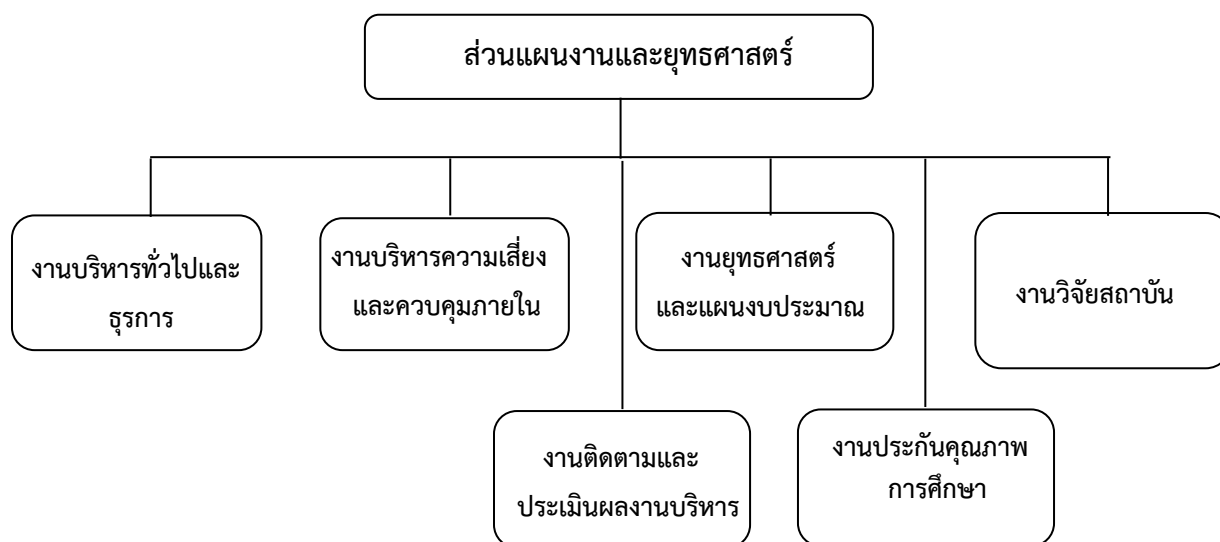 ส่วนแผนงานและยุทธศาสตร์
งานบริหารทั่วไปและ
ธุรการ
งานบริหารความเสี่ยง
และควบคุมภายใน
งานยุทธศาสตร์
และแผนงบประมาณ
งานวิจัยสถาบัน
งานติดตามและ
ประเมินผลงานบริหาร
งานประกันคุณภาพ
การศึกษา